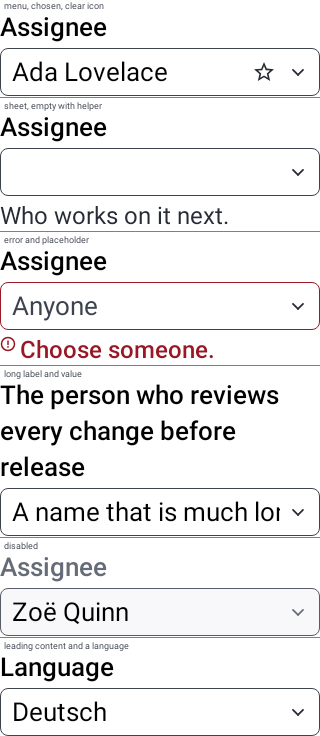 menu, chosen, clear icon
Assignee
Ada Lovelace
sheet, empty with helper
Assignee
Who works on it next.
error and placeholder
Assignee
Anyone
Choose someone.
long label and value
The person who reviews
every change before
release
A name that is much lon
disabled
Assignee
Zoë Quinn
leading content and a language
Language
Deutsch